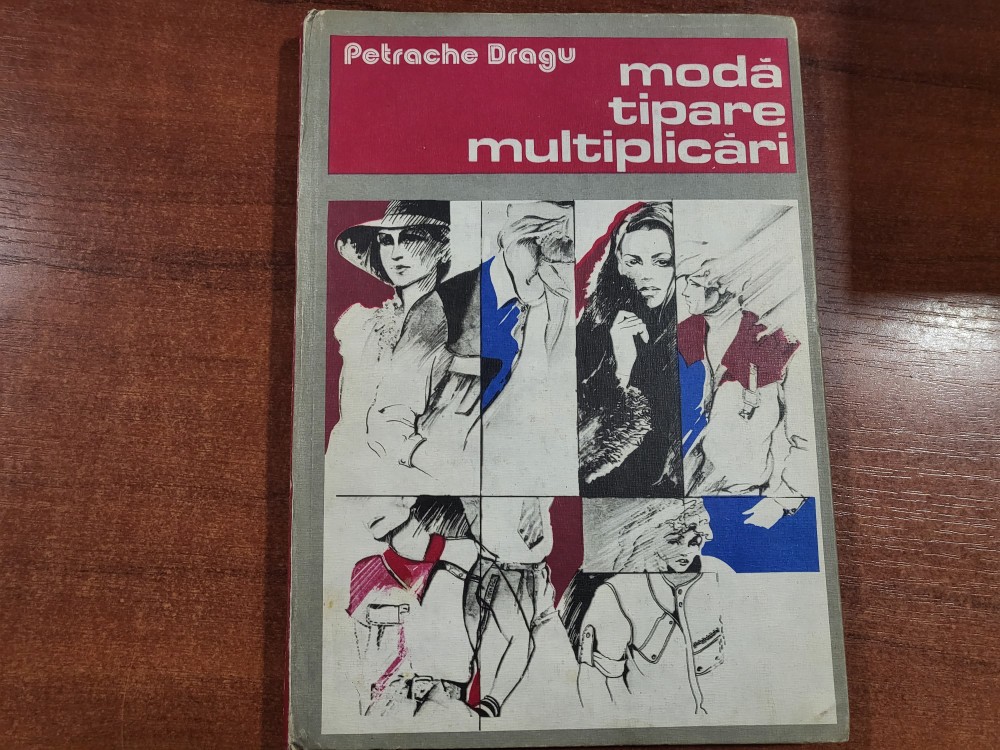 Petrache Dragu
modă
tipare
multiplicări